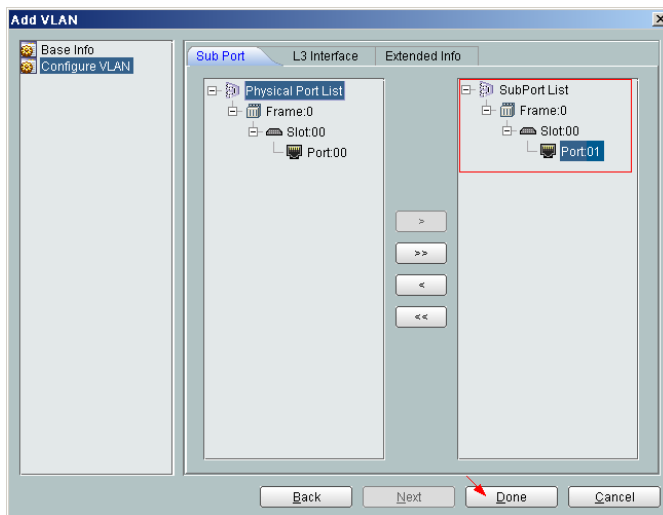 Add VLAN
Base Info
Configure VLAN
Sub Port
L3 Interface
Extended Info
Physical Port List
Frame:0
Slot:00
Port:00
>
>>
<
<<
SubPort List
Frame:0
Slot:00
Port:01
Back
Next
Done
Cancel